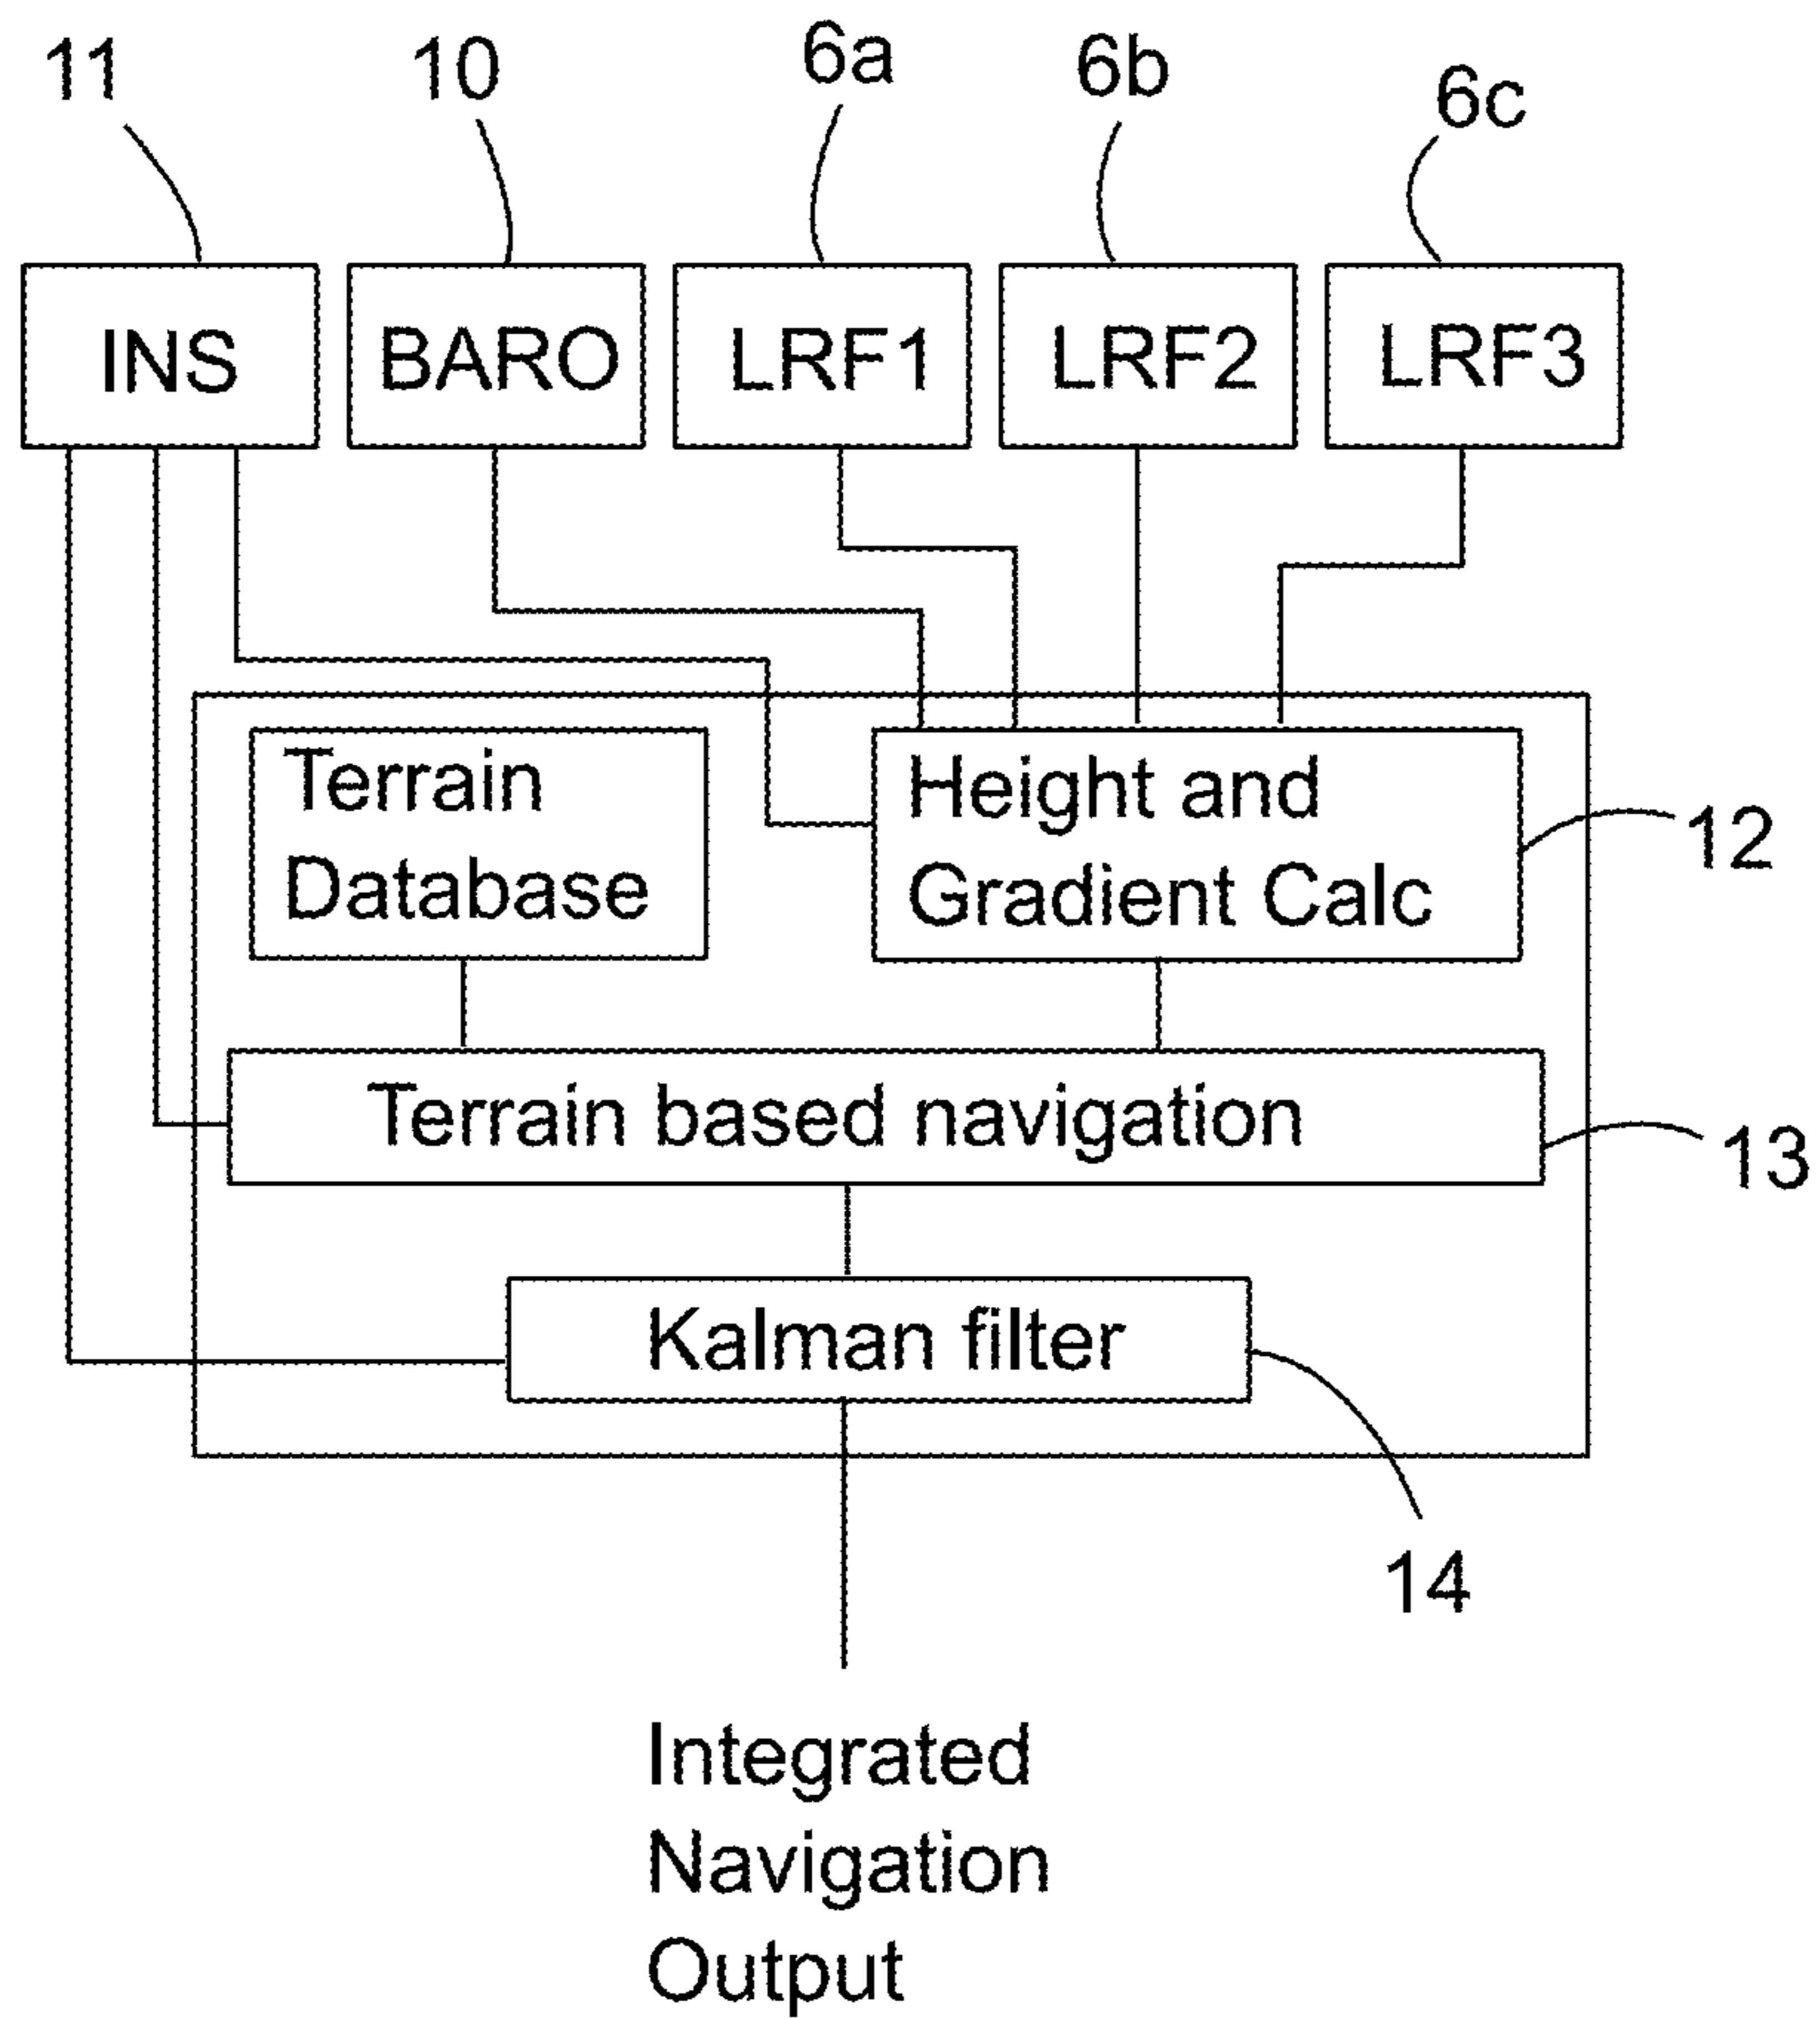 11
10
6a
6b
6c
INS
BARO
LRF1
LRF2
LRF3
Terrain
Database
Height and
Gradient Calc
12
Terrain based navigation
13
Kalman filter
14
Integrated
Navigation
Output